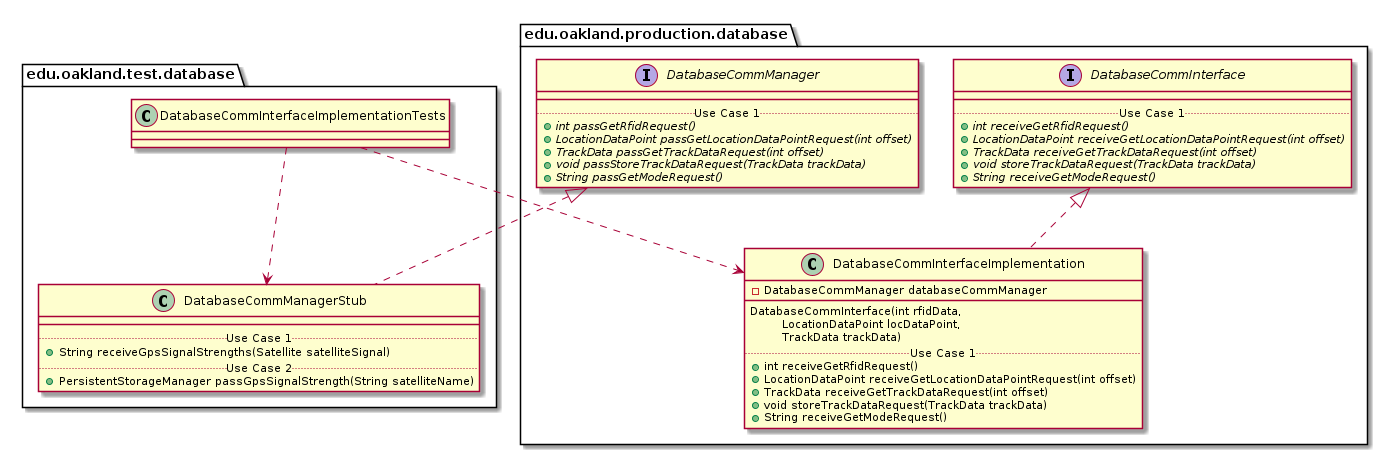 edu.oakland.test.database
C DatabaseCommInterfaceImplementationTests
C DatabaseCommManagerStub
Use Case 1
String receiveGpsSignalStrengths(Satellite satelliteSignal)
Use Case 2
PersistentStorageManager passGpsSignalStrength(String satelliteName)
edu.oakland.production.database
I DatabaseCommManager
Use Case 1
int passGetRfidRequest()
LocationDataPoint passGetLocationDataPointRequest(int offset)
TrackData passGetTrackDataRequest(int offset)
void passStoreTrackDataRequest(TrackData trackData)
String passGetModeRequest()
I DatabaseCommInterface
Use Case 1
int receiveGetRfidRequest()
LocationDataPoint receiveGetLocationDataPointRequest(int offset)
TrackData receiveGetTrackDataRequest(int offset)
void storeTrackDataRequest(TrackData trackData)
String receiveGetModeRequest()
C DatabaseCommInterfaceImplementation
DatabaseCommManager databaseCommManager
DatabaseCommInterface(int rfidData,
LocationDataPoint locDataPoint,
TrackData trackData)
Use Case 1
int receiveGetRfidRequest()
LocationDataPoint receiveGetLocationDataPointRequest(int offset)
TrackData receiveGetTrackDataRequest(int offset)
void storeTrackDataRequest(TrackData trackData)
String receiveGetModeRequest()